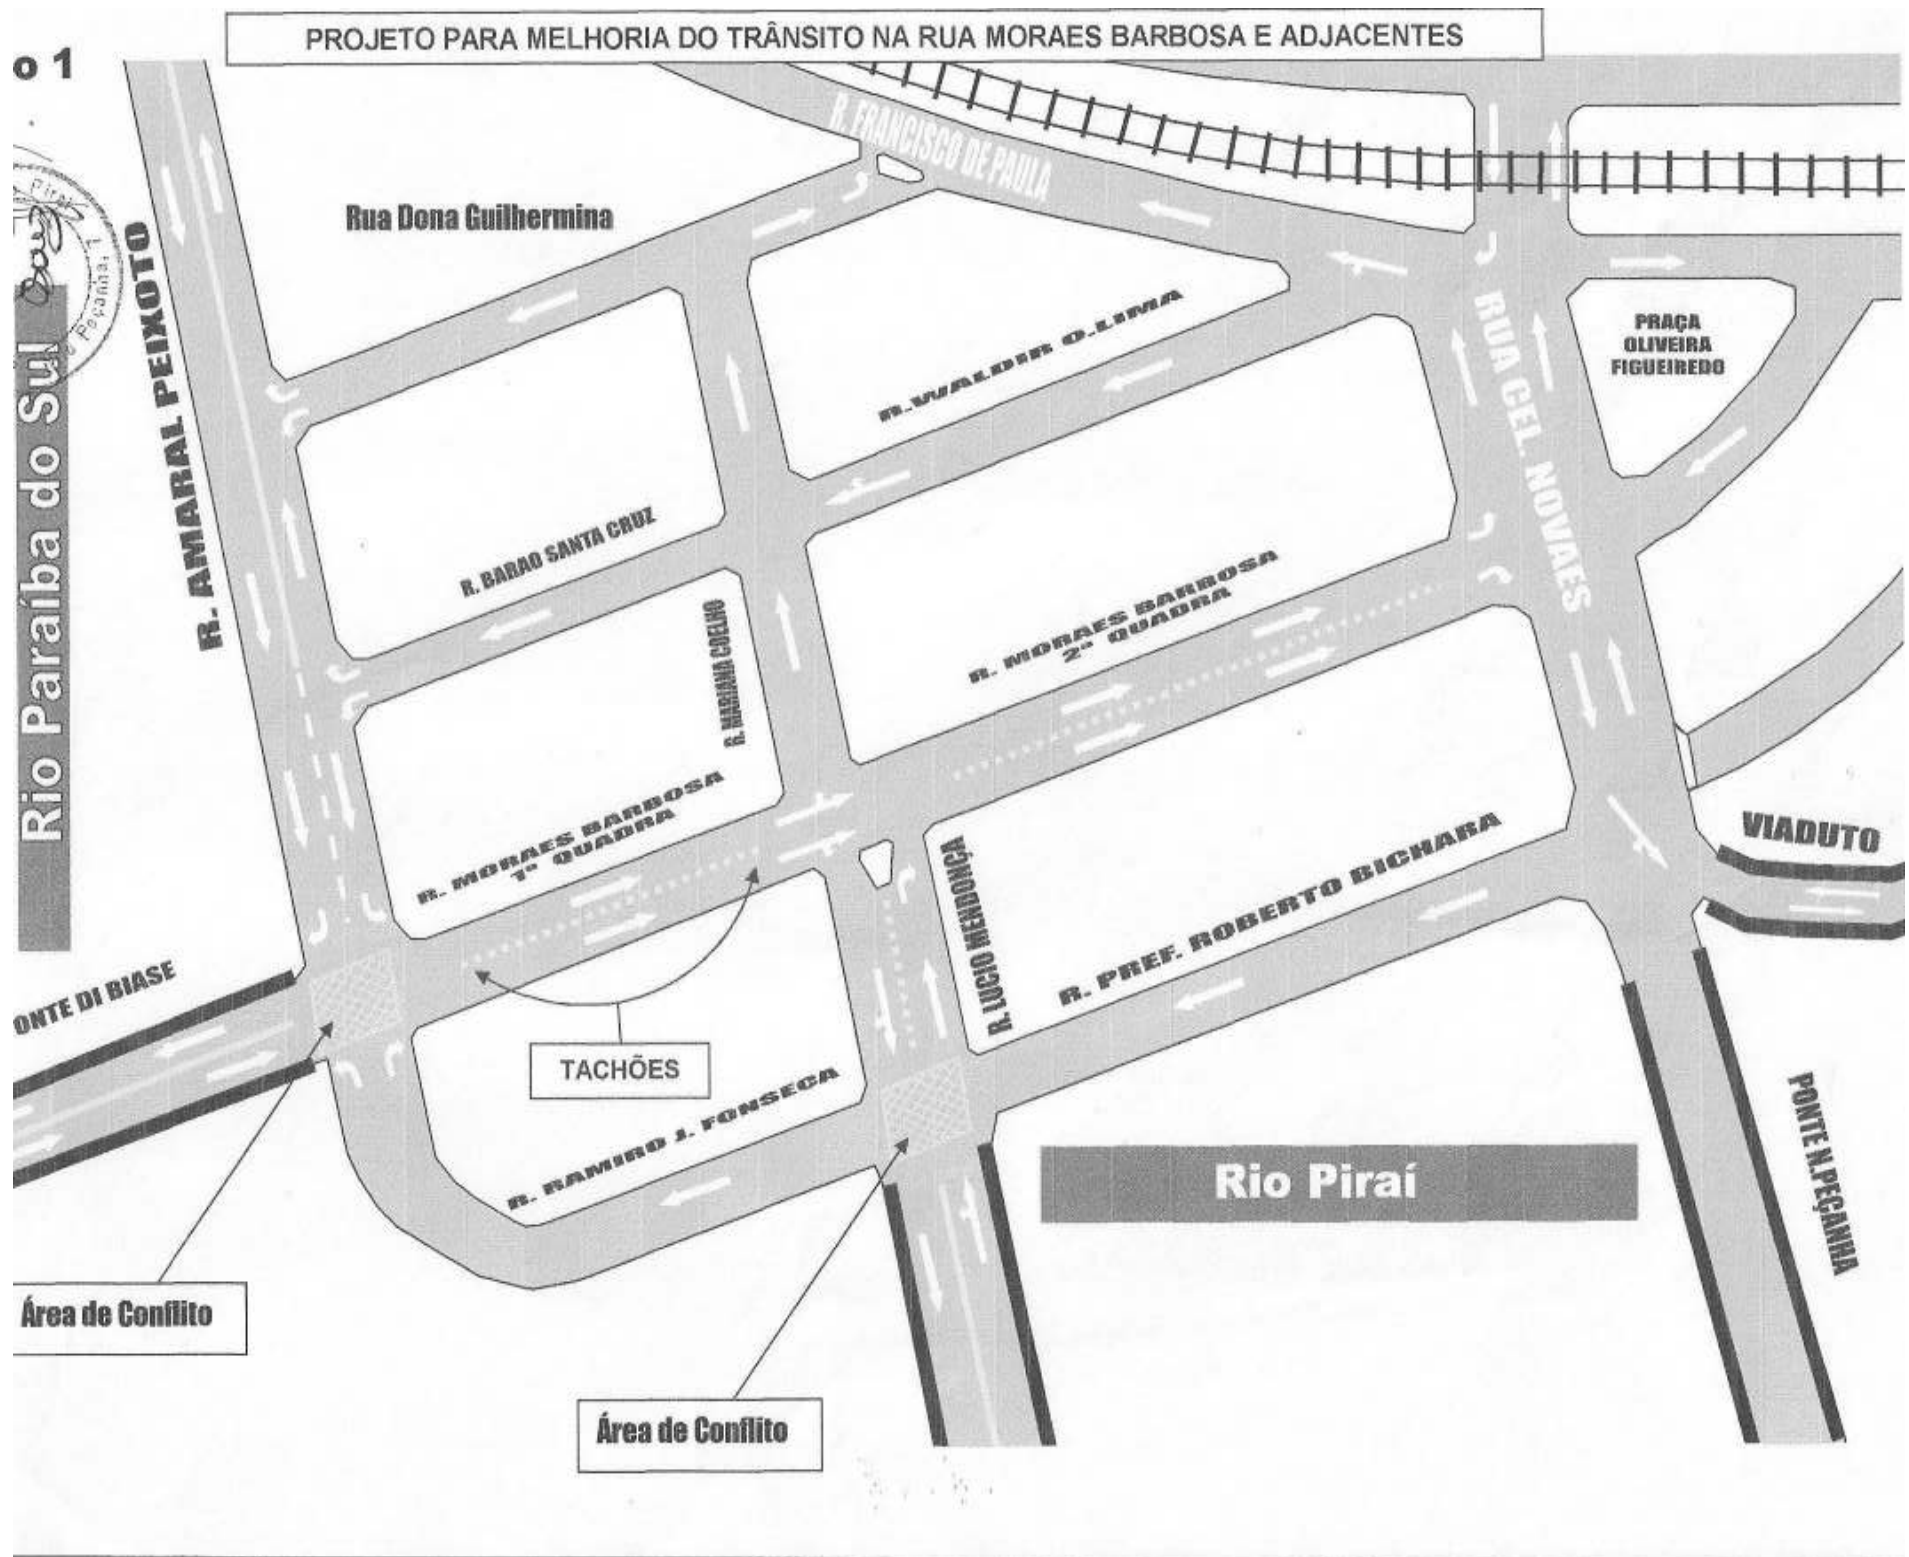 PROJETO PARA MELHORIA DO TRÂNSITO NA RUA MORAES BARBOSA E ADJACENTES
o 1
R. FRANCISCO DE PAULA
Rua Dona Guilhermina
Piraí
Peçanha, 1
R. AMARAL PEIXOTO
Rio Paraíba do Sul
R. WALDIR O. LIMA
RUA CEL. NOVAES
PRAÇA
OLIVEIRA
FIGUEIREDO
R. BARAO SANTA CRUZ
R. MARIANA COELHO
R. MORAES BARBOSA
2ª QUADRA
R. MORAES BARBOSA
1ª QUADRA
R. LUCIO MENDONÇA
R. PREF. ROBERTO BICHARA
VIADUTO
ONTE DI BIASE
TACHÕES
R. RAMIRO J. FONSECA
Rio Piraí
PONTE N.PEÇANHA
Área de Conflito
Área de Conflito